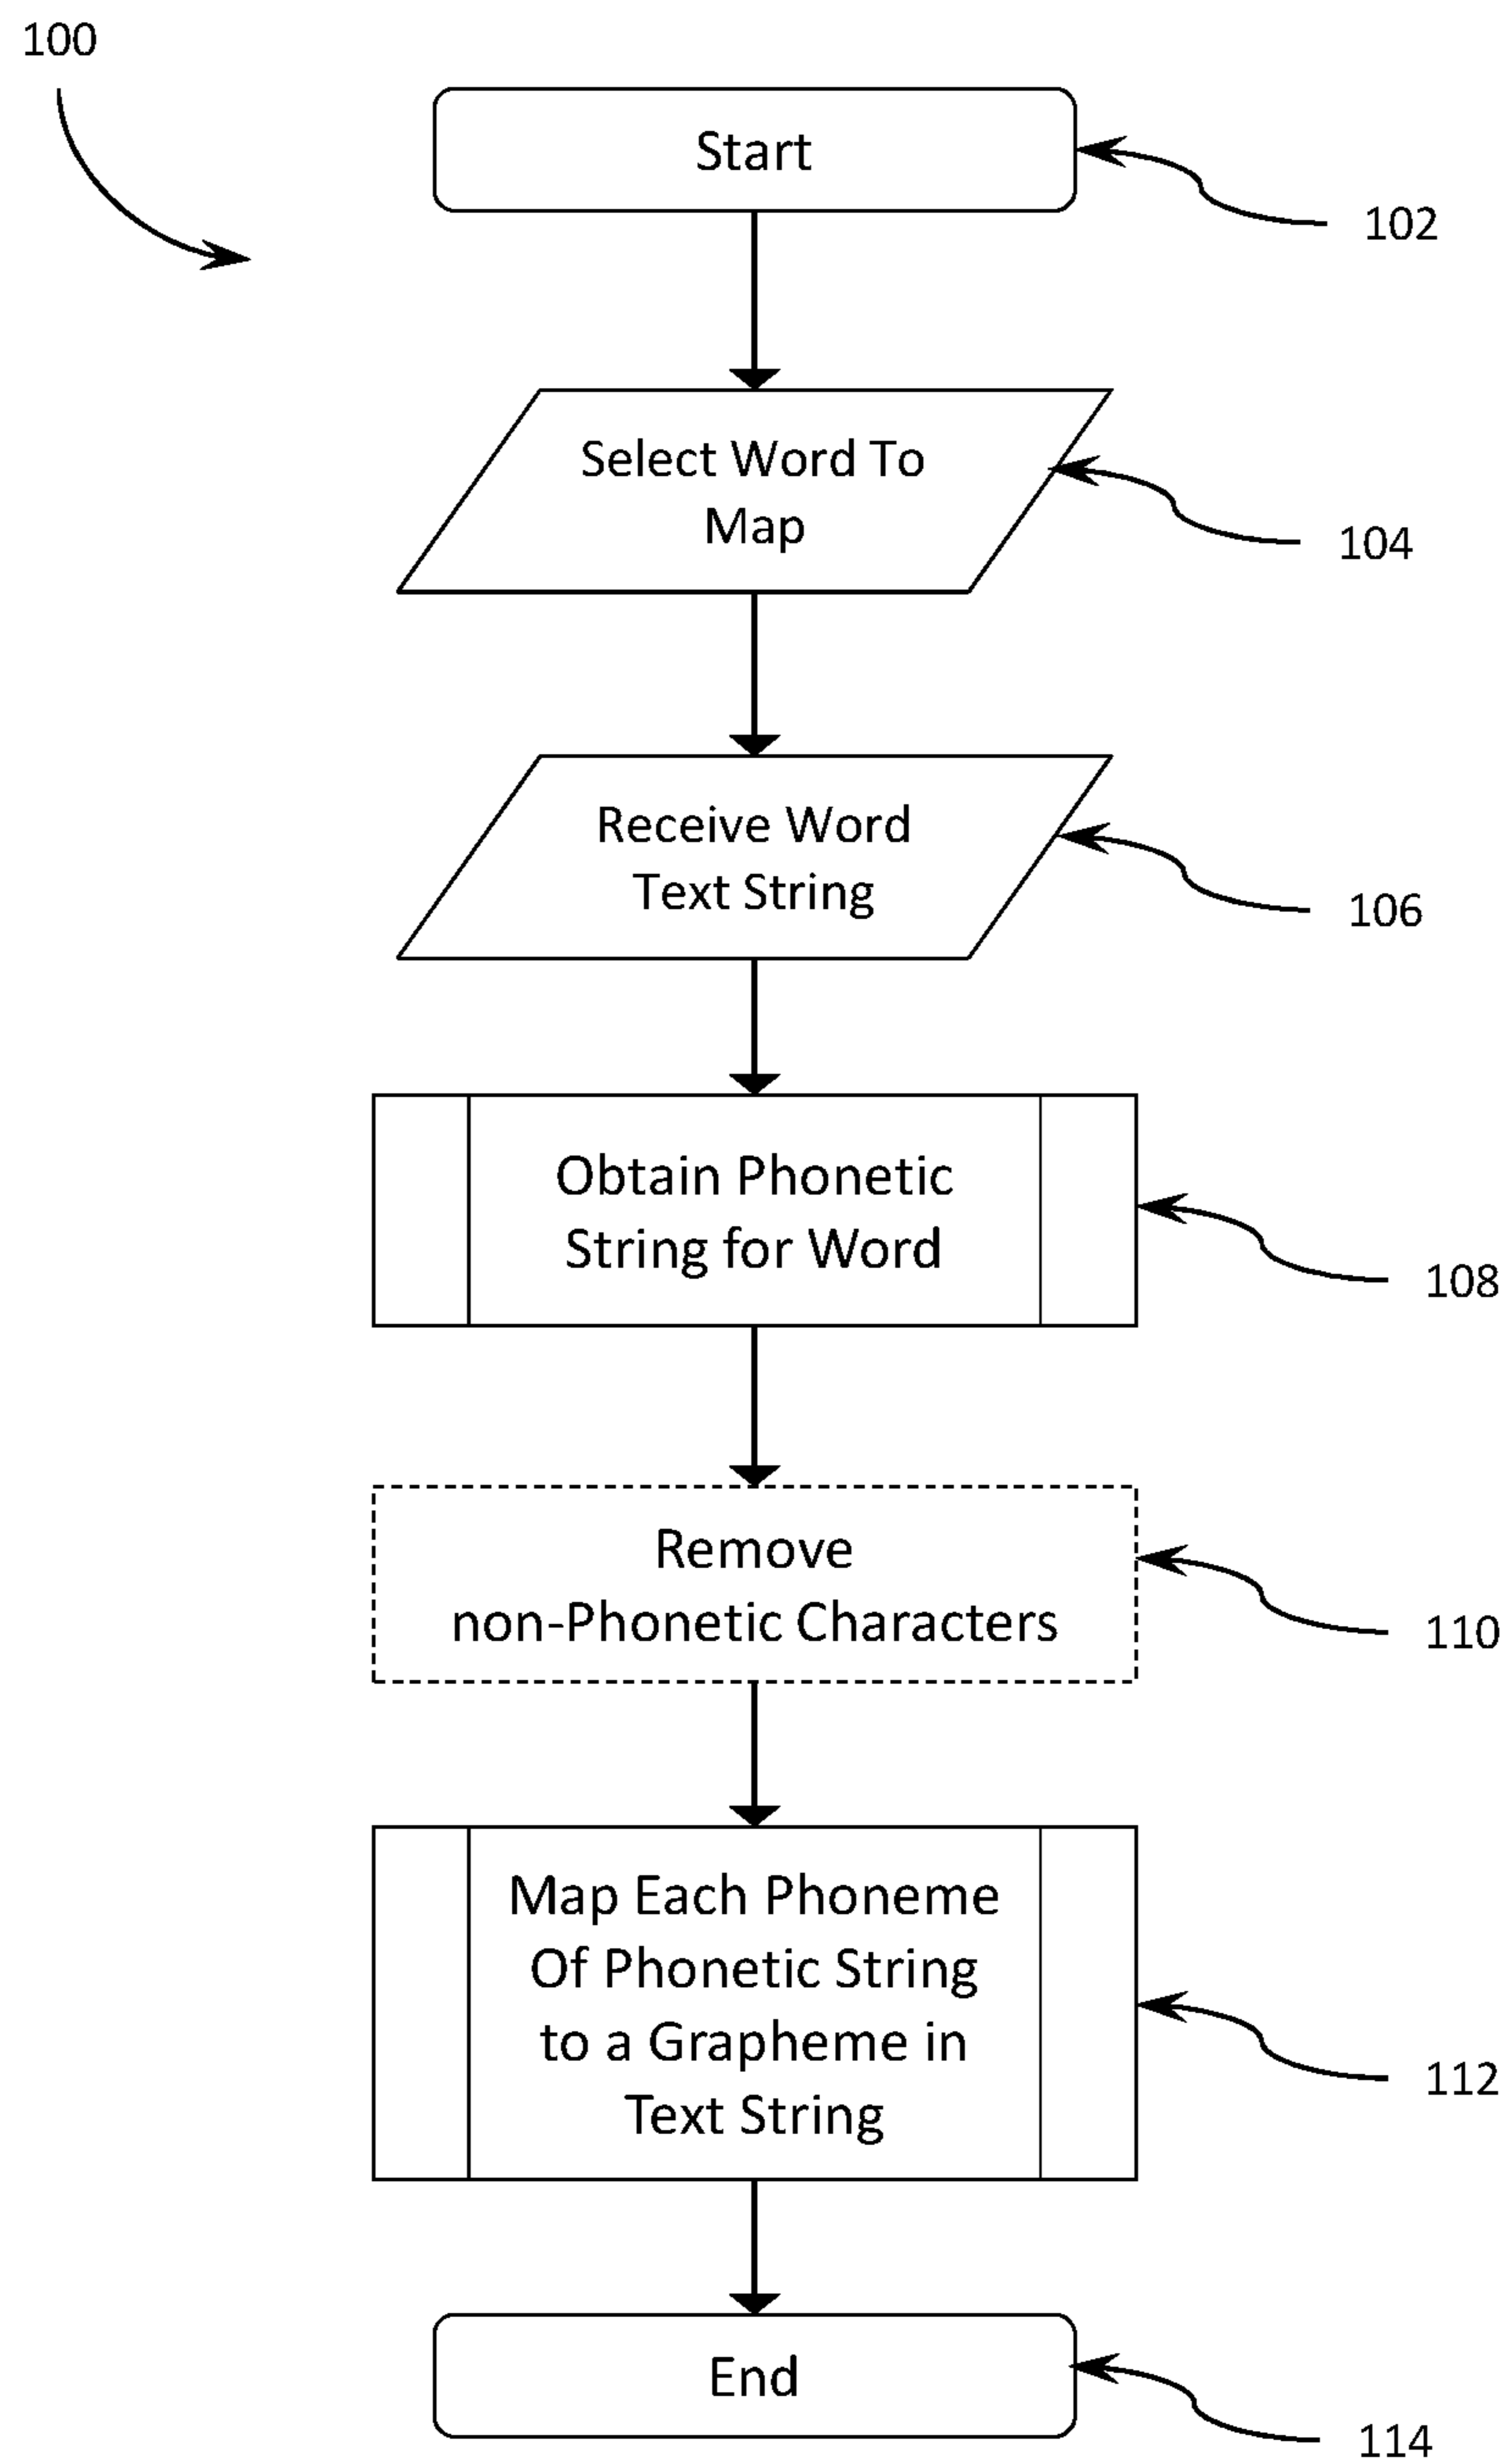 100
Start
102
Select Word To
Map
104
Receive Word
Text String
106
Obtain Phonetic
String for Word
108
Remove
non-Phonetic Characters
110
Map Each Phoneme
Of Phonetic String
to a Grapheme in
Text String
112
End
114